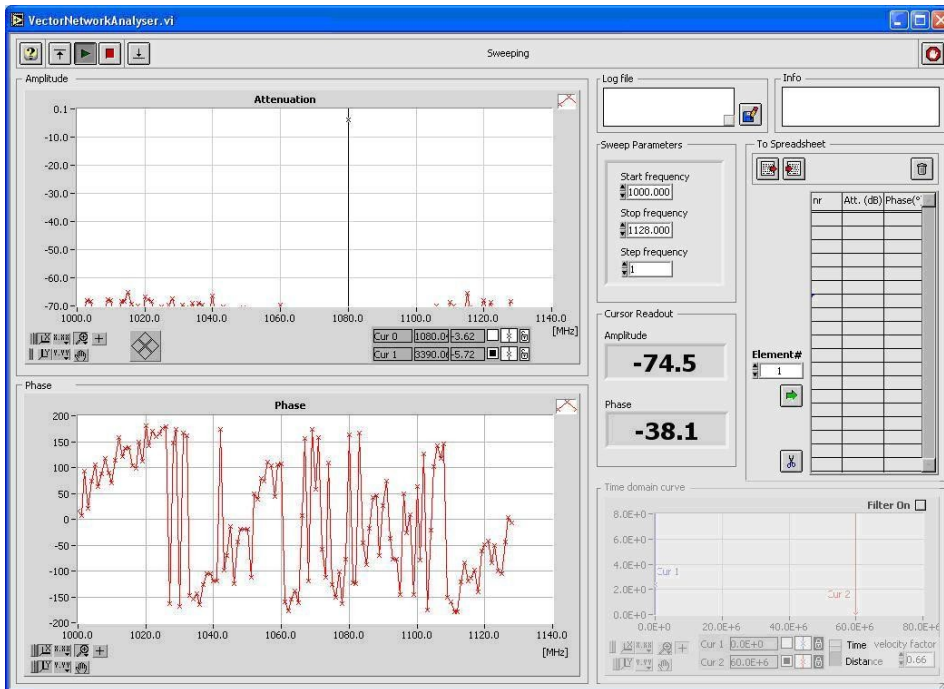 VectorNetworkAnalyser.vi
Sweeping
Amplitude
Attenuation
0.1
-10.0
-20.0
-30.0
-40.0
-50.0
-60.0
-70.0
1000.0 1020.0 1040.0 1060.0 1080.0 1100.0 1120.0 1140.0
[MHz]
Cur 0 1080.0 -3.62
Cur 1 3390.0 -5.72
Phase
Phase
200
150
100
50
0
-50
-100
-150
-200
1000.0 1020.0 1040.0 1060.0 1080.0 1100.0 1120.0 1140.0
[MHz]
Log file
Info
Sweep Parameters
Start frequency
1000.000
Stop frequency
1128.000
Step frequency
1
Cursor Readout
Amplitude
-74.5
Phase
-38.1
To Spreadsheet
nr Att. (dB) Phase(°
Element#
1
Time domain curve
Filter On
8.0E+0
6.0E+0
4.0E+0
2.0E+0
0.0E+0
Cur 1
Cur 2
0.0E+0 20.0E+6 40.0E+6 60.0E+6 80.0E+6
Cur 1 0.0E+0
Cur 2 60.0E+6
Time velocity factor
Distance 0.66